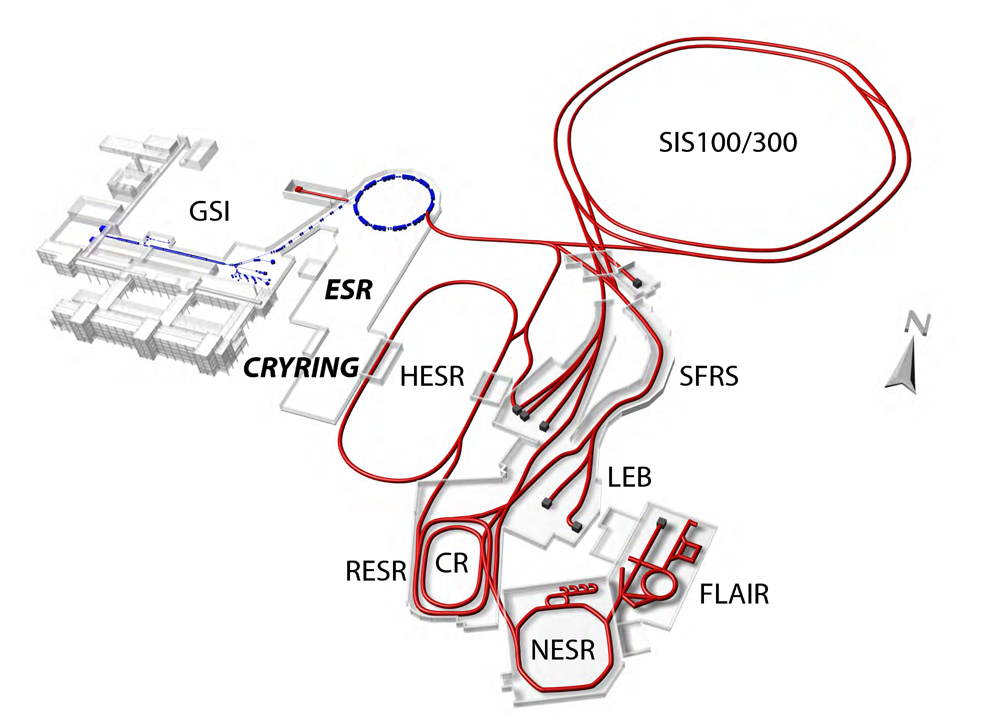 SIS100/300
GSI
ESR
N
CRYRING
HESR
SFRS
LEB
CR
RESR
FLAIR
NESR